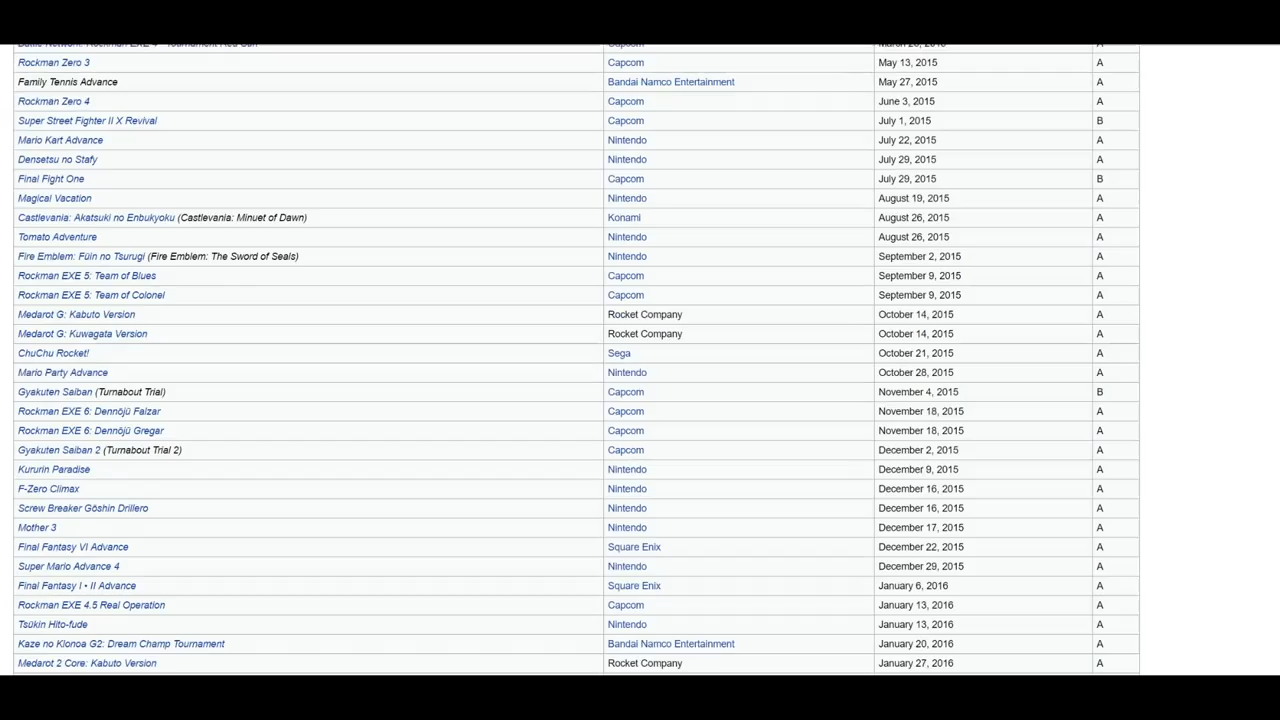 Battle Network: Rockman EXE 4 - Tournament Red Sun Capcom March 25, 2015 A
Rockman Zero 3 Capcom May 13, 2015 A
Family Tennis Advance Bandai Namco Entertainment May 27, 2015 A
Rockman Zero 4 Capcom June 3, 2015 A
Super Street Fighter II X Revival Capcom July 1, 2015 B
Mario Kart Advance Nintendo July 22, 2015 A
Densetsu no Stafy Nintendo July 29, 2015 A
Final Fight One Capcom July 29, 2015 B
Magical Vacation Nintendo August 19, 2015 A
Castlevania: Akatsuki no Enbukyoku (Castlevania: Minuet of Dawn) Konami August 26, 2015 A
Tomato Adventure Nintendo August 26, 2015 A
Fire Emblem: Fūin no Tsurugi (Fire Emblem: The Sword of Seals) Nintendo September 2, 2015 A
Rockman EXE 5: Team of Blues Capcom September 9, 2015 A
Rockman EXE 5: Team of Colonel Capcom September 9, 2015 A
Medarot G: Kabuto Version Rocket Company October 14, 2015 A
Medarot G: Kuwagata Version Rocket Company October 14, 2015 A
ChuChu Rocket! Sega October 21, 2015 A
Mario Party Advance Nintendo October 28, 2015 A
Gyakuten Saiban (Turnabout Trial) Capcom November 4, 2015 B
Rockman EXE 6: Dennōjū Falzar Capcom November 18, 2015 A
Rockman EXE 6: Dennōjū Gregar Capcom November 18, 2015 A
Gyakuten Saiban 2 (Turnabout Trial 2) Capcom December 2, 2015 A
Kururin Paradise Nintendo December 9, 2015 A
F-Zero Climax Nintendo December 16, 2015 A
Screw Breaker Gōshin Drillero Nintendo December 16, 2015 A
Mother 3 Nintendo December 17, 2015 A
Final Fantasy VI Advance Square Enix December 22, 2015 A
Super Mario Advance 4 Nintendo December 29, 2015 A
Final Fantasy I • II Advance Square Enix January 6, 2016 A
Rockman EXE 4.5 Real Operation Capcom January 13, 2016 A
Tsūkin Hito-fude Nintendo January 13, 2016 A
Kaze no Klonoa G2: Dream Champ Tournament Bandai Namco Entertainment January 20, 2016 A
Medarot 2 Core: Kabuto Version Rocket Company January 27, 2016 A